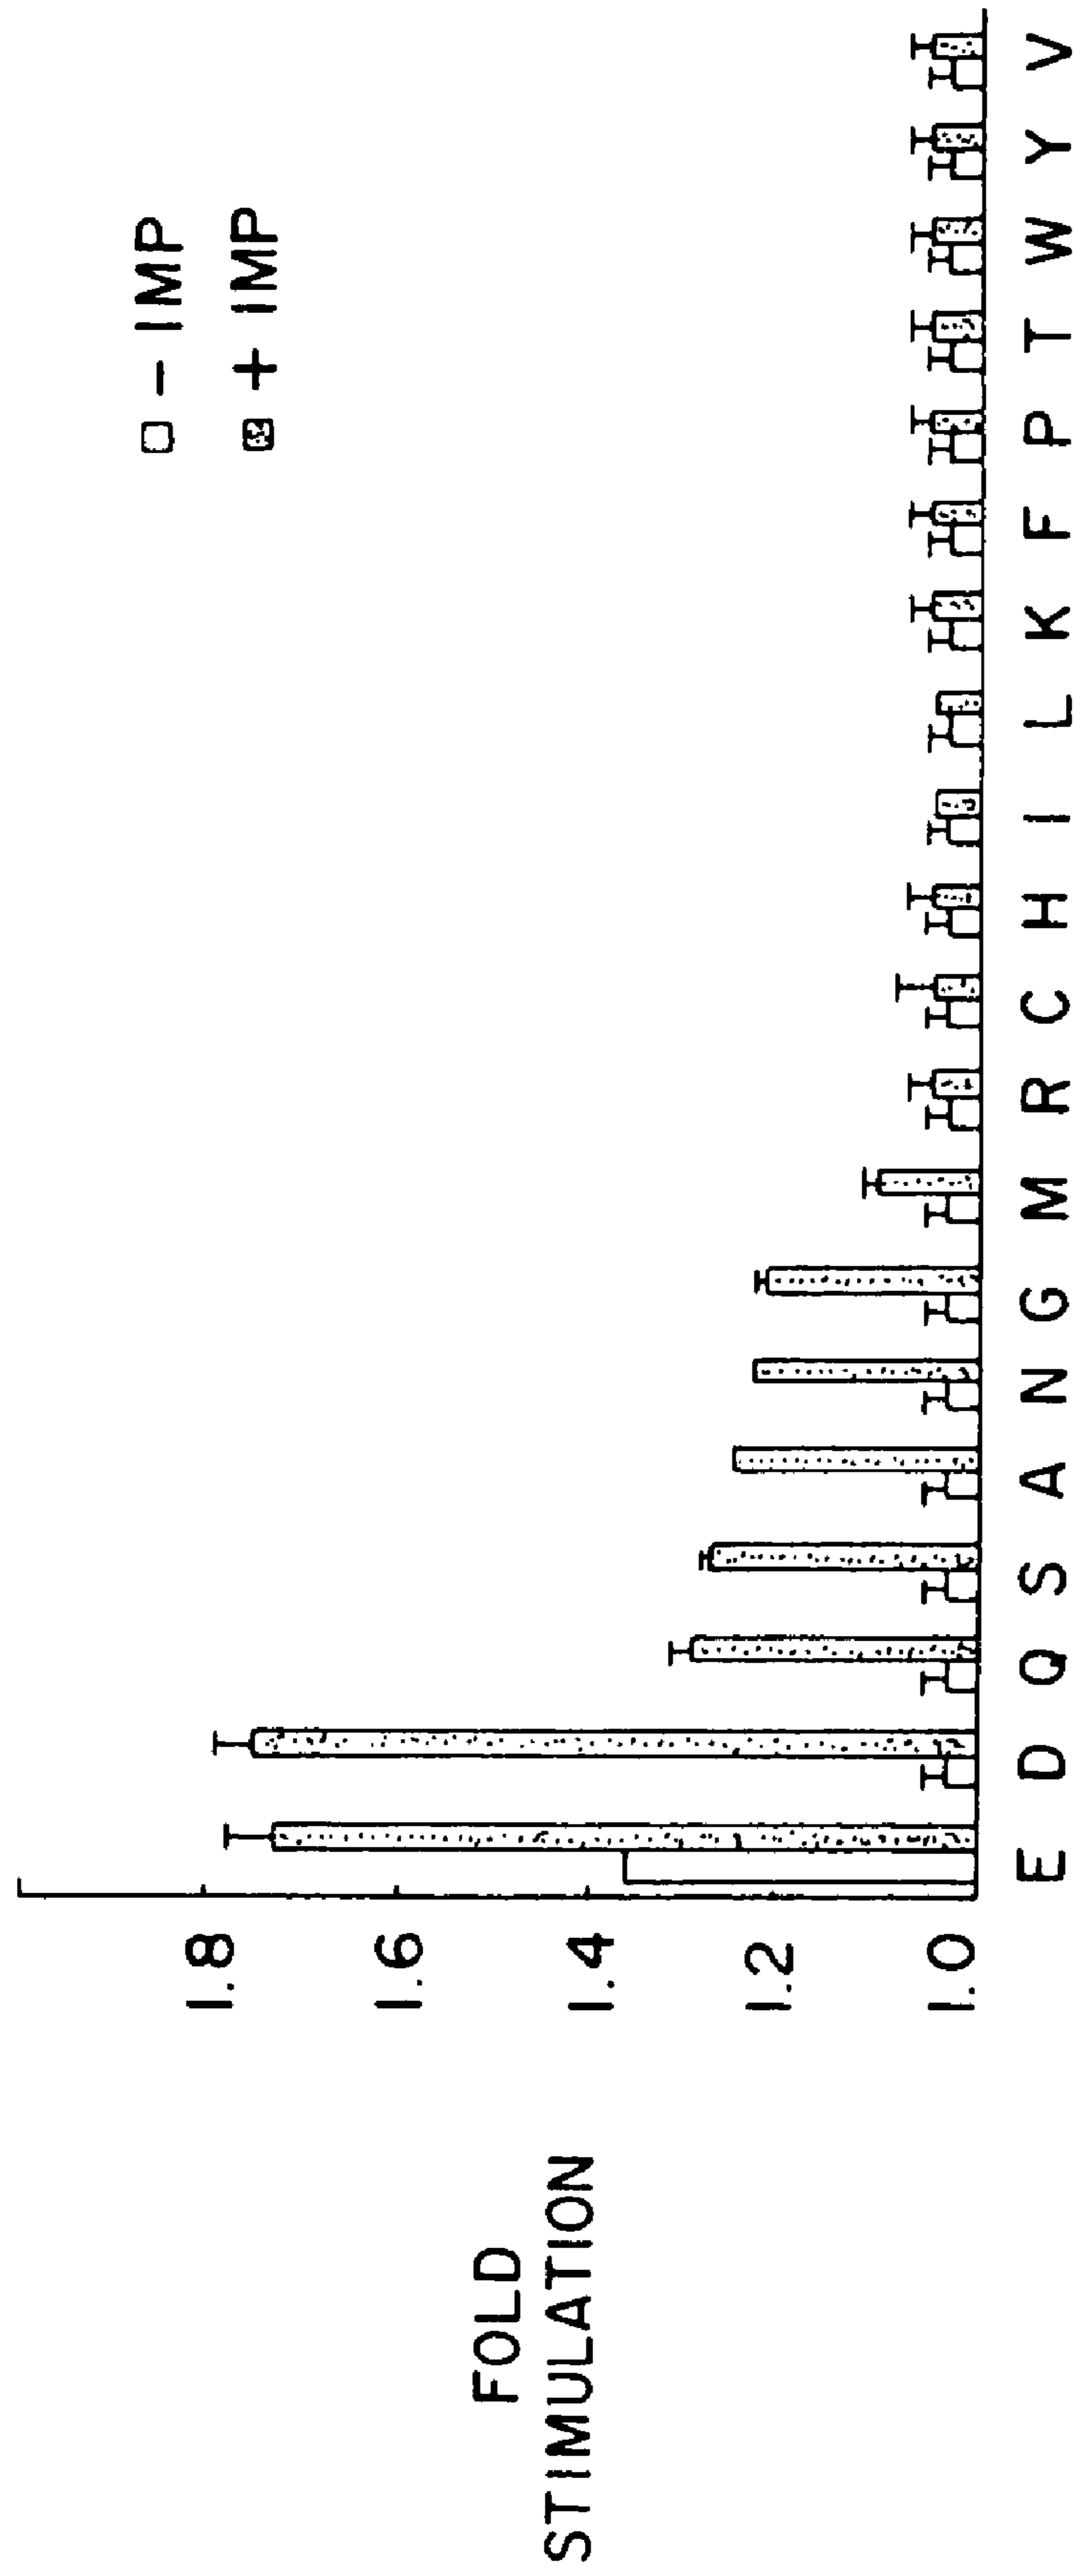 FOLD
STIMULATION
1.8
1.6
1.4
1.2
1.0
- IMP
+ IMP
E D Q S A N G M R C H I L K F P T W Y V